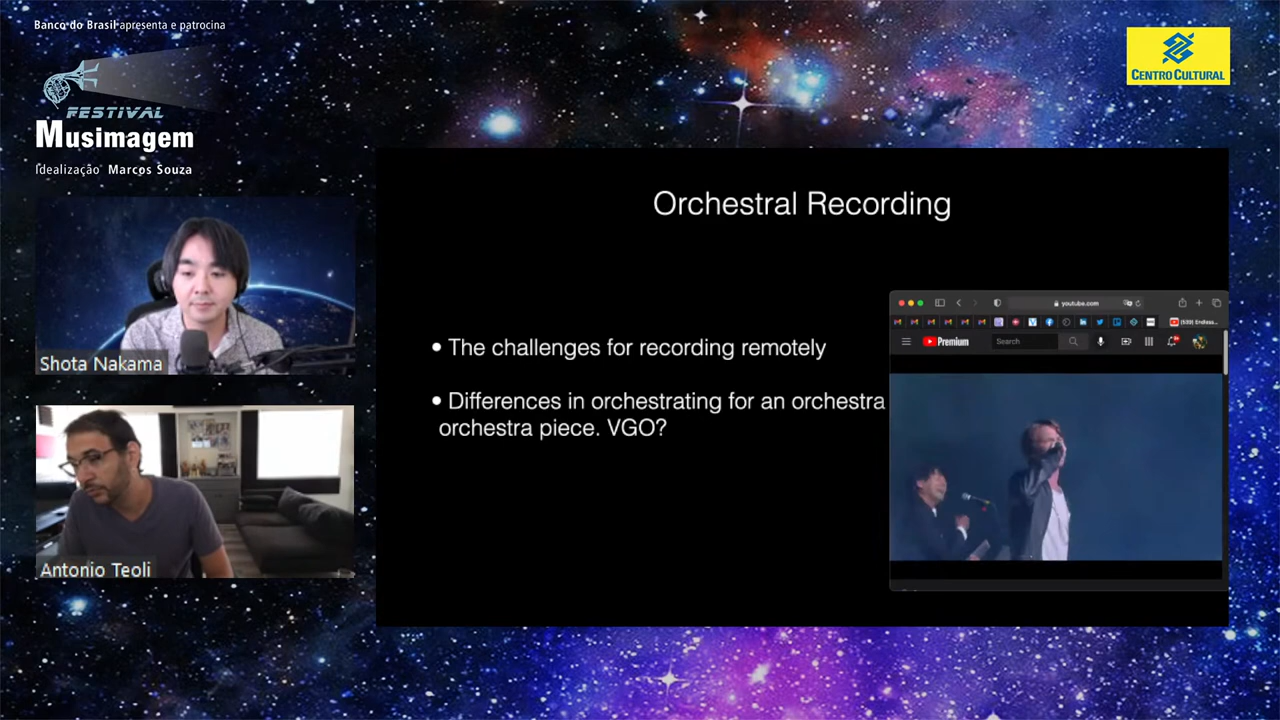 Banco do Brasil apresenta e patrocina
FESTIVAL
Musimagem
Idealização Marcos Souza
CENTRO CULTURAL
Shota Nakama
Antonio Teoli
Orchestral Recording
• The challenges for recording remotely
• Differences in orchestrating for an orchestra
orchestra piece. VGO?
youtube.com
Premium
Search